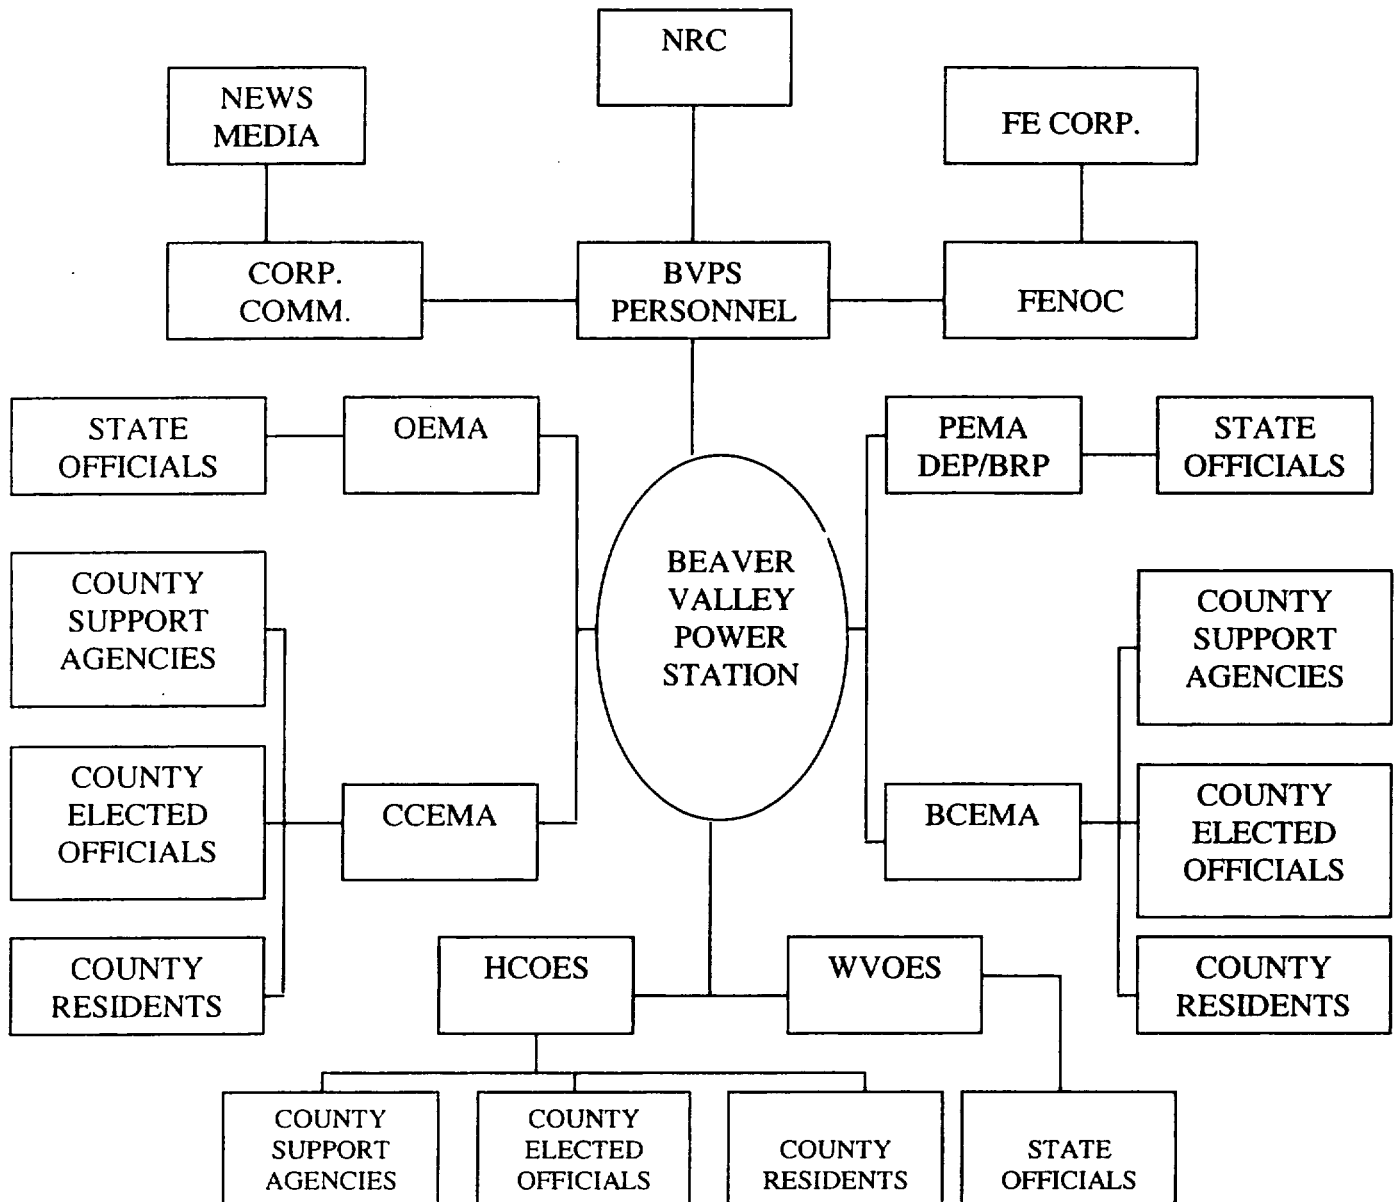 NRC
NEWS
MEDIA
FE CORP.
CORP.
COMM.
BVPS
PERSONNEL
FENOC
STATE
OFFICIALS
OEMA
PEMA
DEP/BRP
STATE
OFFICIALS
COUNTY
SUPPORT
AGENCIES
BEAVER
VALLEY
POWER
STATION
COUNTY
SUPPORT
AGENCIES
COUNTY
ELECTED
OFFICIALS
CCEMA
BCEMA
COUNTY
ELECTED
OFFICIALS
COUNTY
RESIDENTS
HCOES
WVOES
COUNTY
RESIDENTS
COUNTY
SUPPORT
AGENCIES
COUNTY
ELECTED
OFFICIALS
COUNTY
RESIDENTS
STATE
OFFICIALS